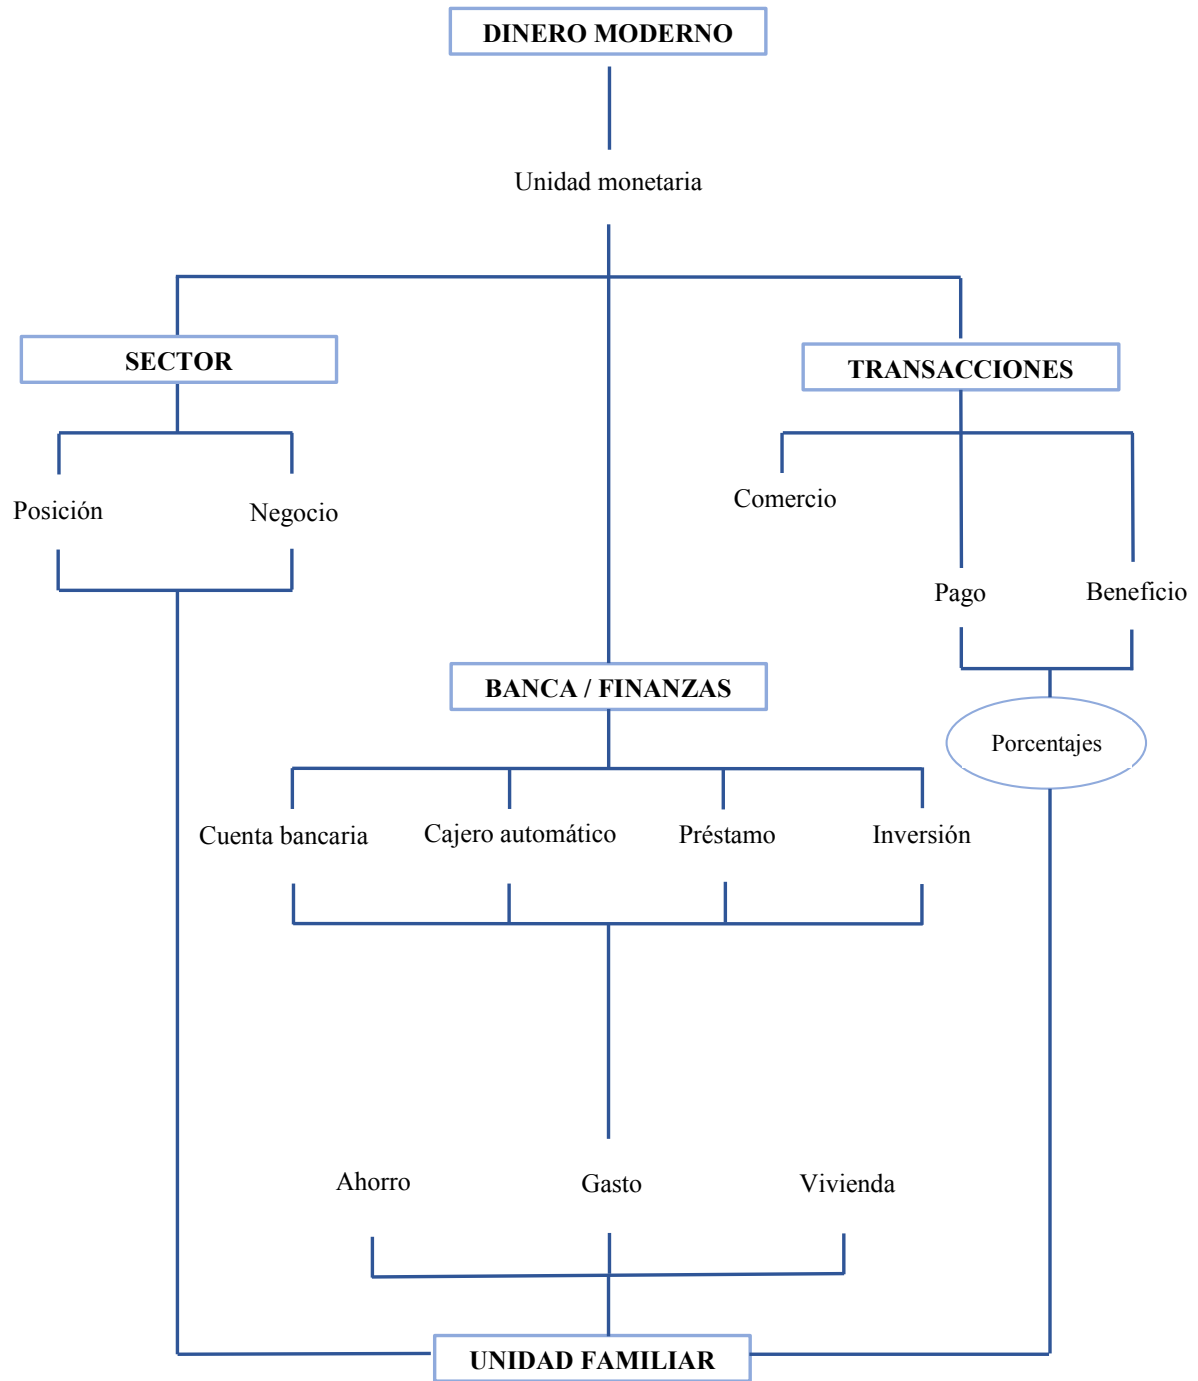 DINERO MODERNO
Unidad monetaria
SECTOR
TRANSACCIONES
Posición
Negocio
Comercio
Pago
Beneficio
BANCA / FINANZAS
Porcentajes
Cuenta bancaria
Cajero automático
Préstamo
Inversión
Ahorro
Gasto
Vivienda
UNIDAD FAMILIAR